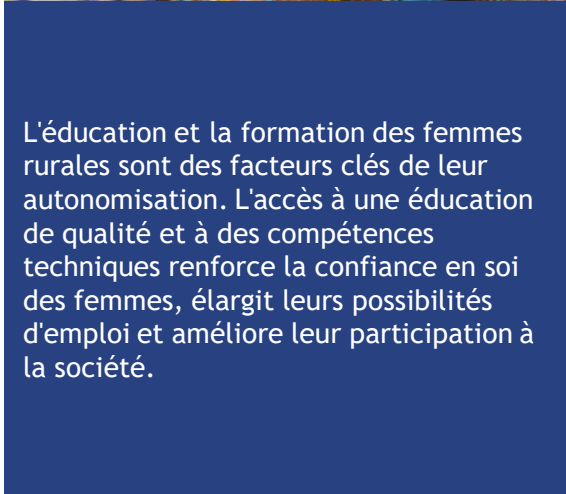 L'éducation et la formation des femmes
rurales sont des facteurs clés de leur
autonomisation. L'accès à une éducation
de qualité et à des compétences
techniques renforce la confiance en soi
des femmes, élargit leurs possibilités
d'emploi et améliore leur participation à
la société.